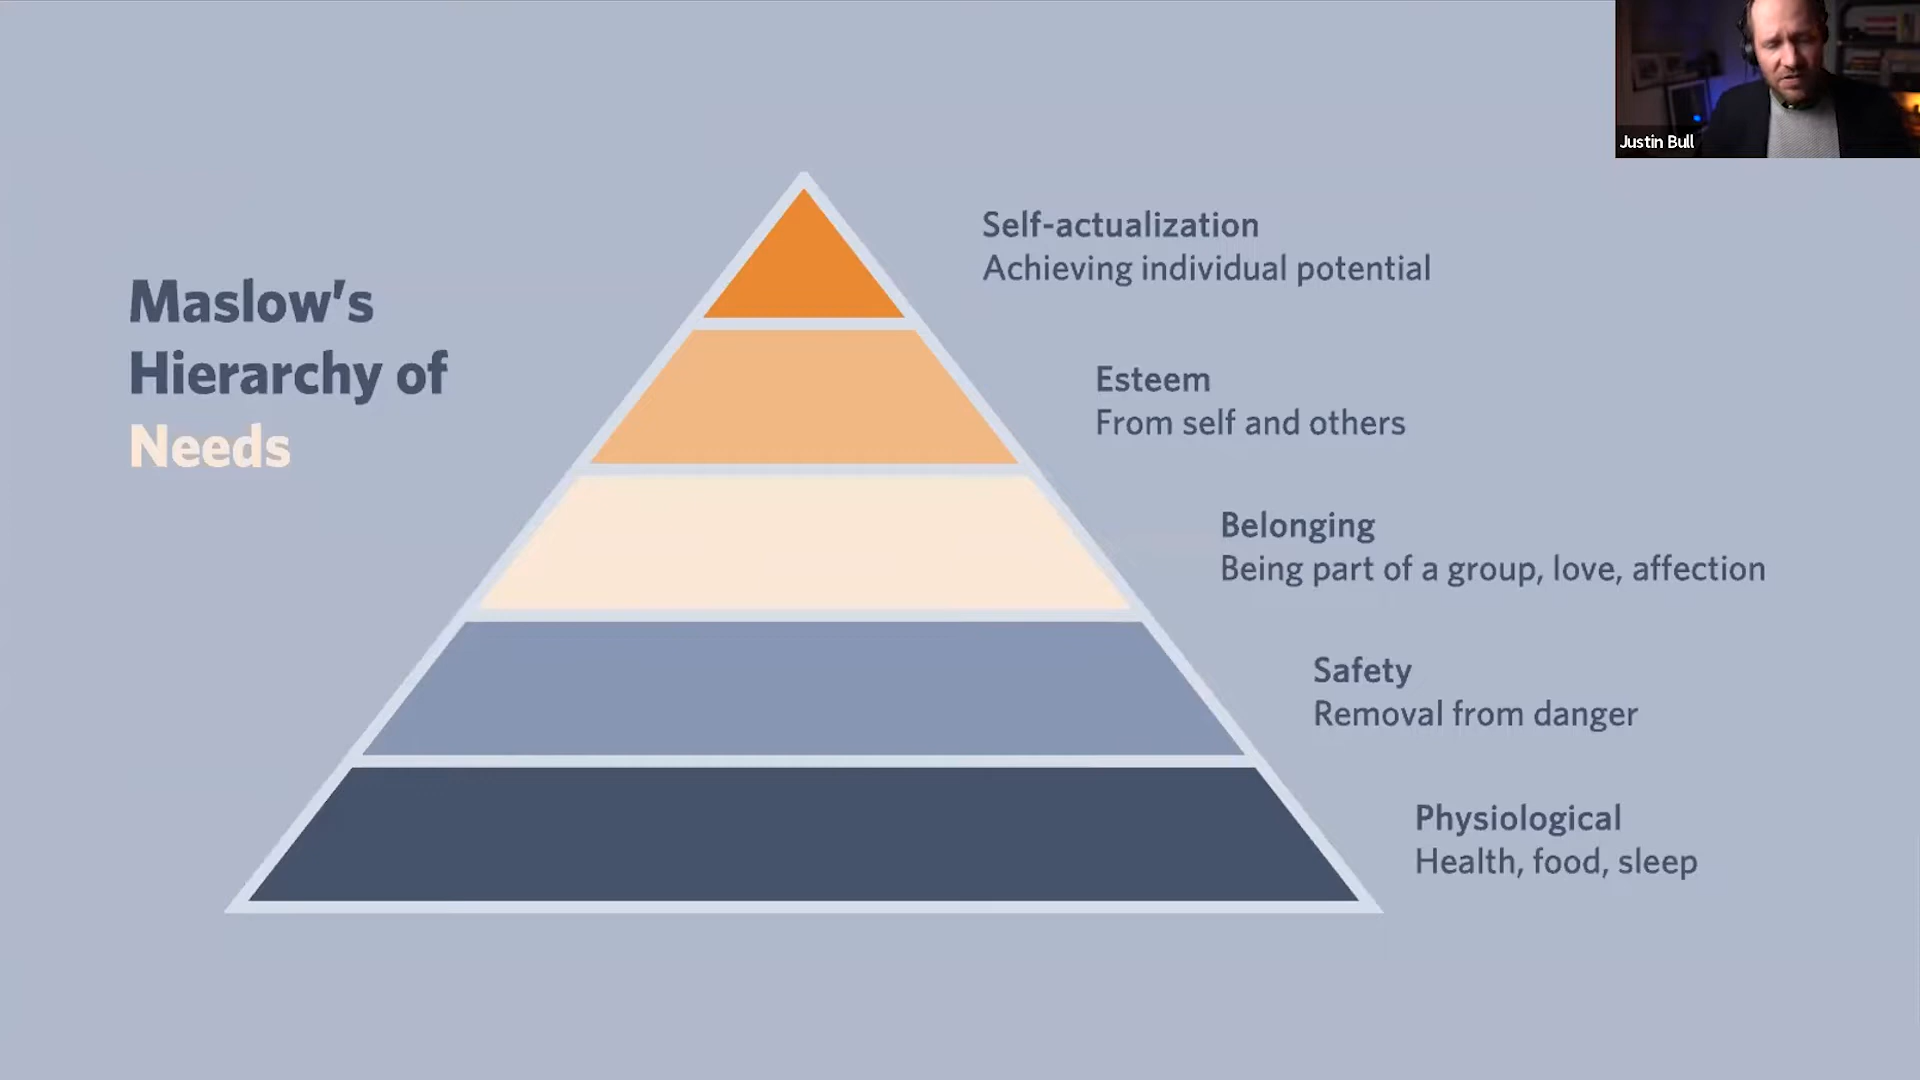 Justin Bull
Maslow's
Hierarchy of
Needs
Self-actualization
Achieving individual potential
Esteem
From self and others
Belonging
Being part of a group, love, affection
Safety
Removal from danger
Physiological
Health, food, sleep